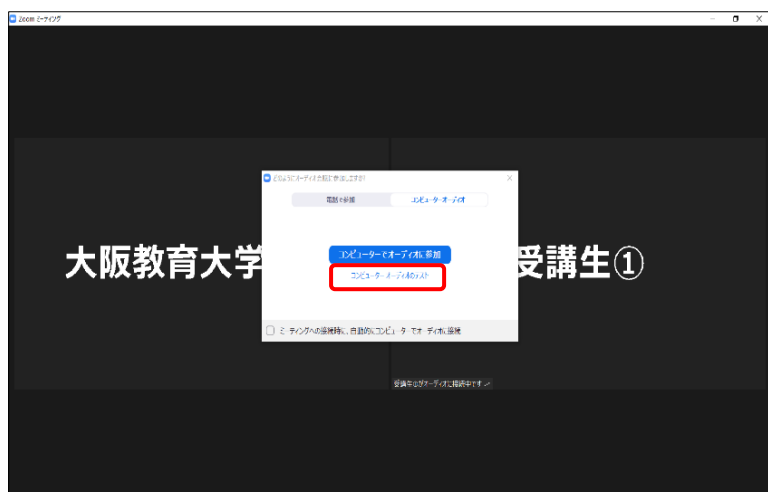 Zoom ミーティング
どのようにオーディオ会議に参加しますか?
電話で参加
コンピューターオーディオ
大阪教育大学
コンピューターでオーディオに参加
受講生①
コンピューターオーディオのテスト
ミーティングへの接続時に、自動的にコンピューターでオーディオに接続
受講生①がオーディオに接続中です